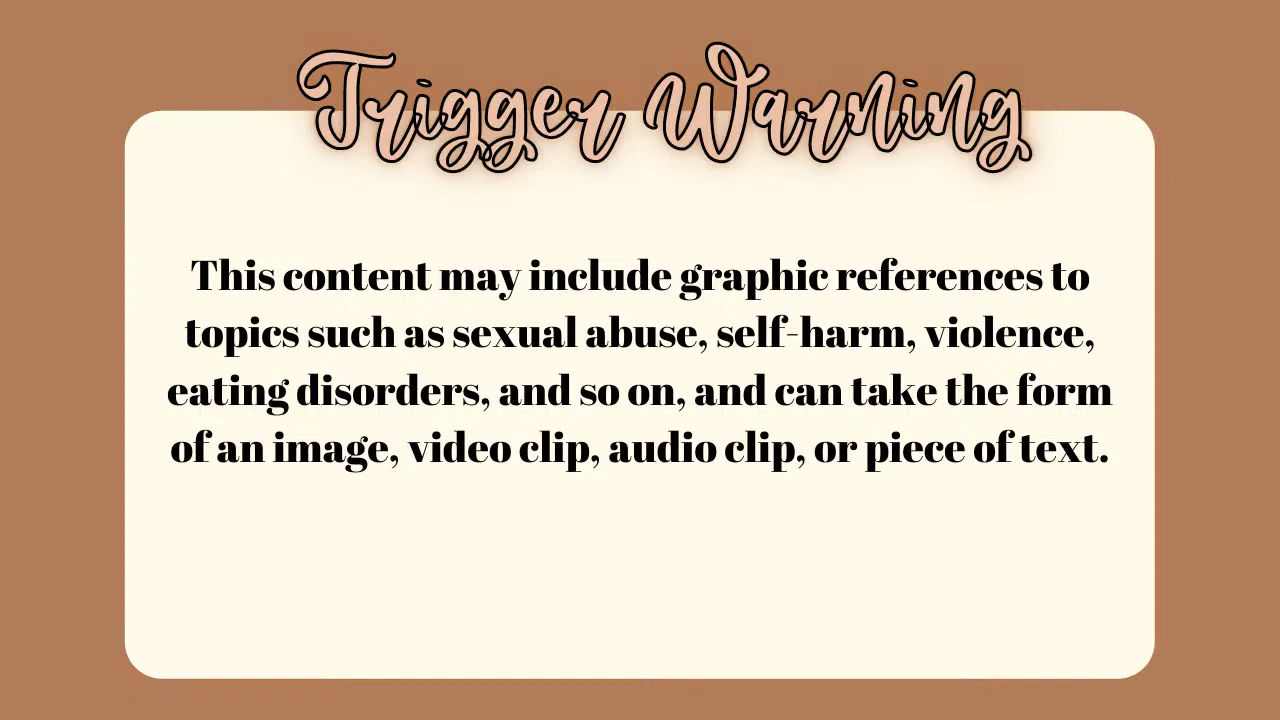 Trigger Warning
This content may include graphic references to
topics such as sexual abuse, self-harm, violence,
eating disorders, and so on, and can take the form
of an image, video clip, audio clip, or piece of text.